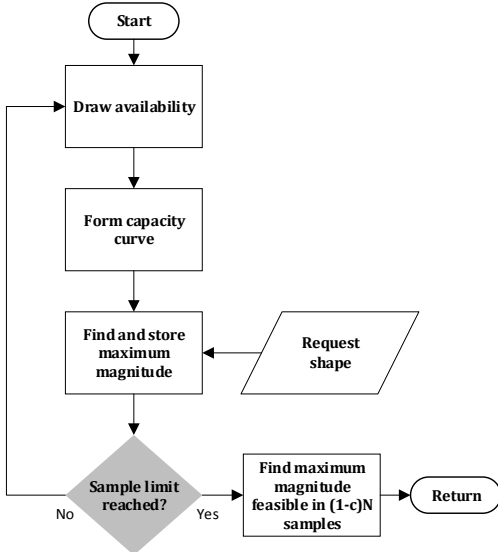 Start
Draw availability
Form capacity
curve
Find and store
maximum
magnitude
Request
shape
Sample limit
reached?
No
Yes
Find maximum
magnitude
feasible in (1-c)N
samples
Return